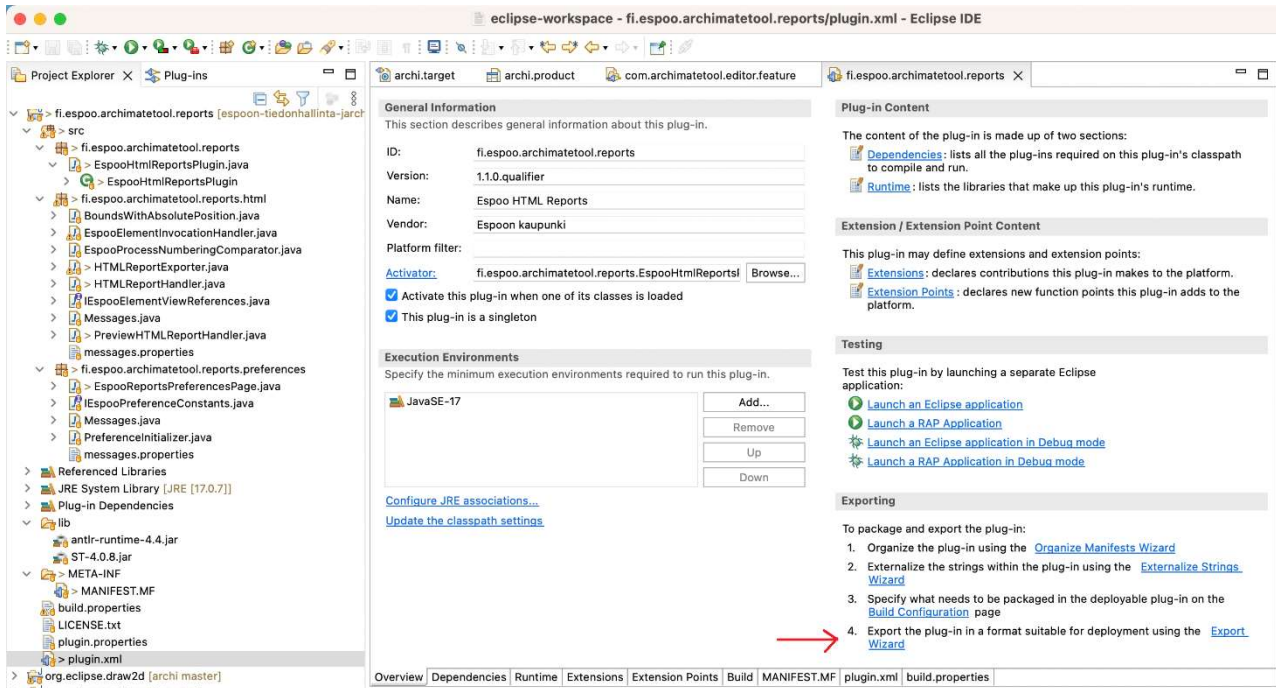 eclipse-workspace - fi.espoo.archimatetool.reports/plugin.xml - Eclipse IDE
Project Explorer
Plug-ins
> fi.espoo.archimatetool.reports [espoon-tiedonhallinta-jarch
> src
> fi.espoo.archimatetool.reports
> EspooHtmlReportsPlugin.java
> EspooHtmlReportsPlugin
> fi.espoo.archimatetool.reports.html
BoundsWithAbsolutePosition.java
EspooElementInvocationHandler.java
EspooProcessNumberingComparator.java
> HTMLReportExporter.java
> HTMLReportHandler.java
IEspooElementViewReferences.java
Messages.java
> PreviewHTMLReportHandler.java
messages.properties
> fi.espoo.archimatetool.reports.preferences
> EspooReportsPreferencesPage.java
IEspooPreferenceConstants.java
Messages.java
PreferenceInitializer.java
messages.properties
Referenced Libraries
JRE System Library [JRE [17.0.7]]
Plug-in Dependencies
lib
antlr-runtime-4.4.jar
ST-4.0.8.jar
> META-INF
> MANIFEST.MF
build.properties
LICENSE.txt
plugin.properties
> plugin.xml
org.eclipse.draw2d [archi master]
archi.target
archi.product
com.archimatetool.editor.feature
fi.espoo.archimatetool.reports
General Information
This section describes general information about this plug-in.
ID: fi.espoo.archimatetool.reports
Version: 1.1.0.qualifier
Name: Espoo HTML Reports
Vendor: Espoon kaupunki
Platform filter:
Activator: fi.espoo.archimatetool.reports.EspooHtmlReportsl Browse...
Activate this plug-in when one of its classes is loaded
This plug-in is a singleton
Execution Environments
Specify the minimum execution environments required to run this plug-in.
JavaSE-17
Add...
Remove
Up
Down
Configure JRE associations...
Update the classpath settings
Plug-in Content
The content of the plug-in is made up of two sections:
Dependencies: lists all the plug-ins required on this plug-in's classpath
to compile and run.
Runtime : lists the libraries that make up this plug-in's runtime.
Extension / Extension Point Content
This plug-in may define extensions and extension points:
Extensions: declares contributions this plug-in makes to the platform.
Extension Points : declares new function points this plug-in adds to the
platform.
Testing
Test this plug-in by launching a separate Eclipse
application:
Launch an Eclipse application
Launch a RAP Application
Launch an Eclipse application in Debug mode
Launch a RAP Application in Debug mode
Exporting
To package and export the plug-in:
1. Organize the plug-in using the Organize Manifests Wizard
2. Externalize the strings within the plug-in using the Externalize Strings
Wizard
3. Specify what needs to be packaged in the deployable plug-in on the
Build Configuration page
4. Export the plug-in in a format suitable for deployment using the Export
Wizard
Overview Dependencies Runtime Extensions Extension Points Build MANIFEST.MF plugin.xml build.properties